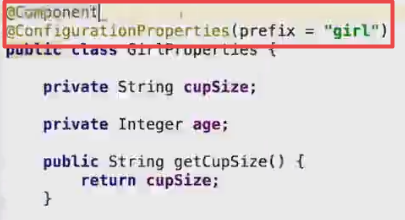 @Component
@ConfigurationProperties(prefix = "girl")
public class GirlProperties {
private String cupSize;
private Integer age;
public String getCupSize() {
return cupSize;
}